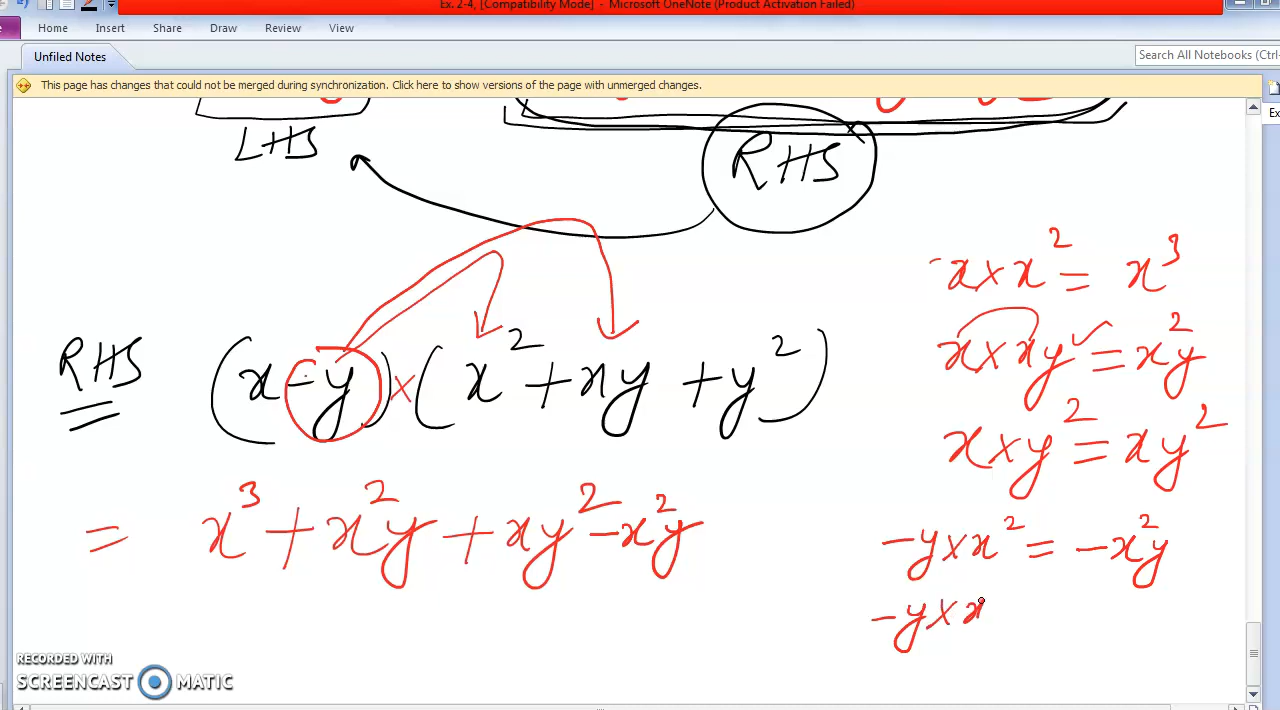 Ex. 2-4, [Compatibility Mode] - Microsoft OneNote (Product Activation Failed)
Home Insert Share Draw Review View
Unfiled Notes
Search All Notebooks (Ctrl-
This page has changes that could not be merged during synchronization. Click here to show versions of the page with unmerged changes.
Ex
LHS
RHS
x × x² = x³
x × xy = x²y
x × y² = xy²
RHS (x - y) × (x² + xy + y²)
= x³ + x²y + xy² - x²y
-y × x² = -x²y
-y × x
RECORDED WITH
SCREENCAST MATIC